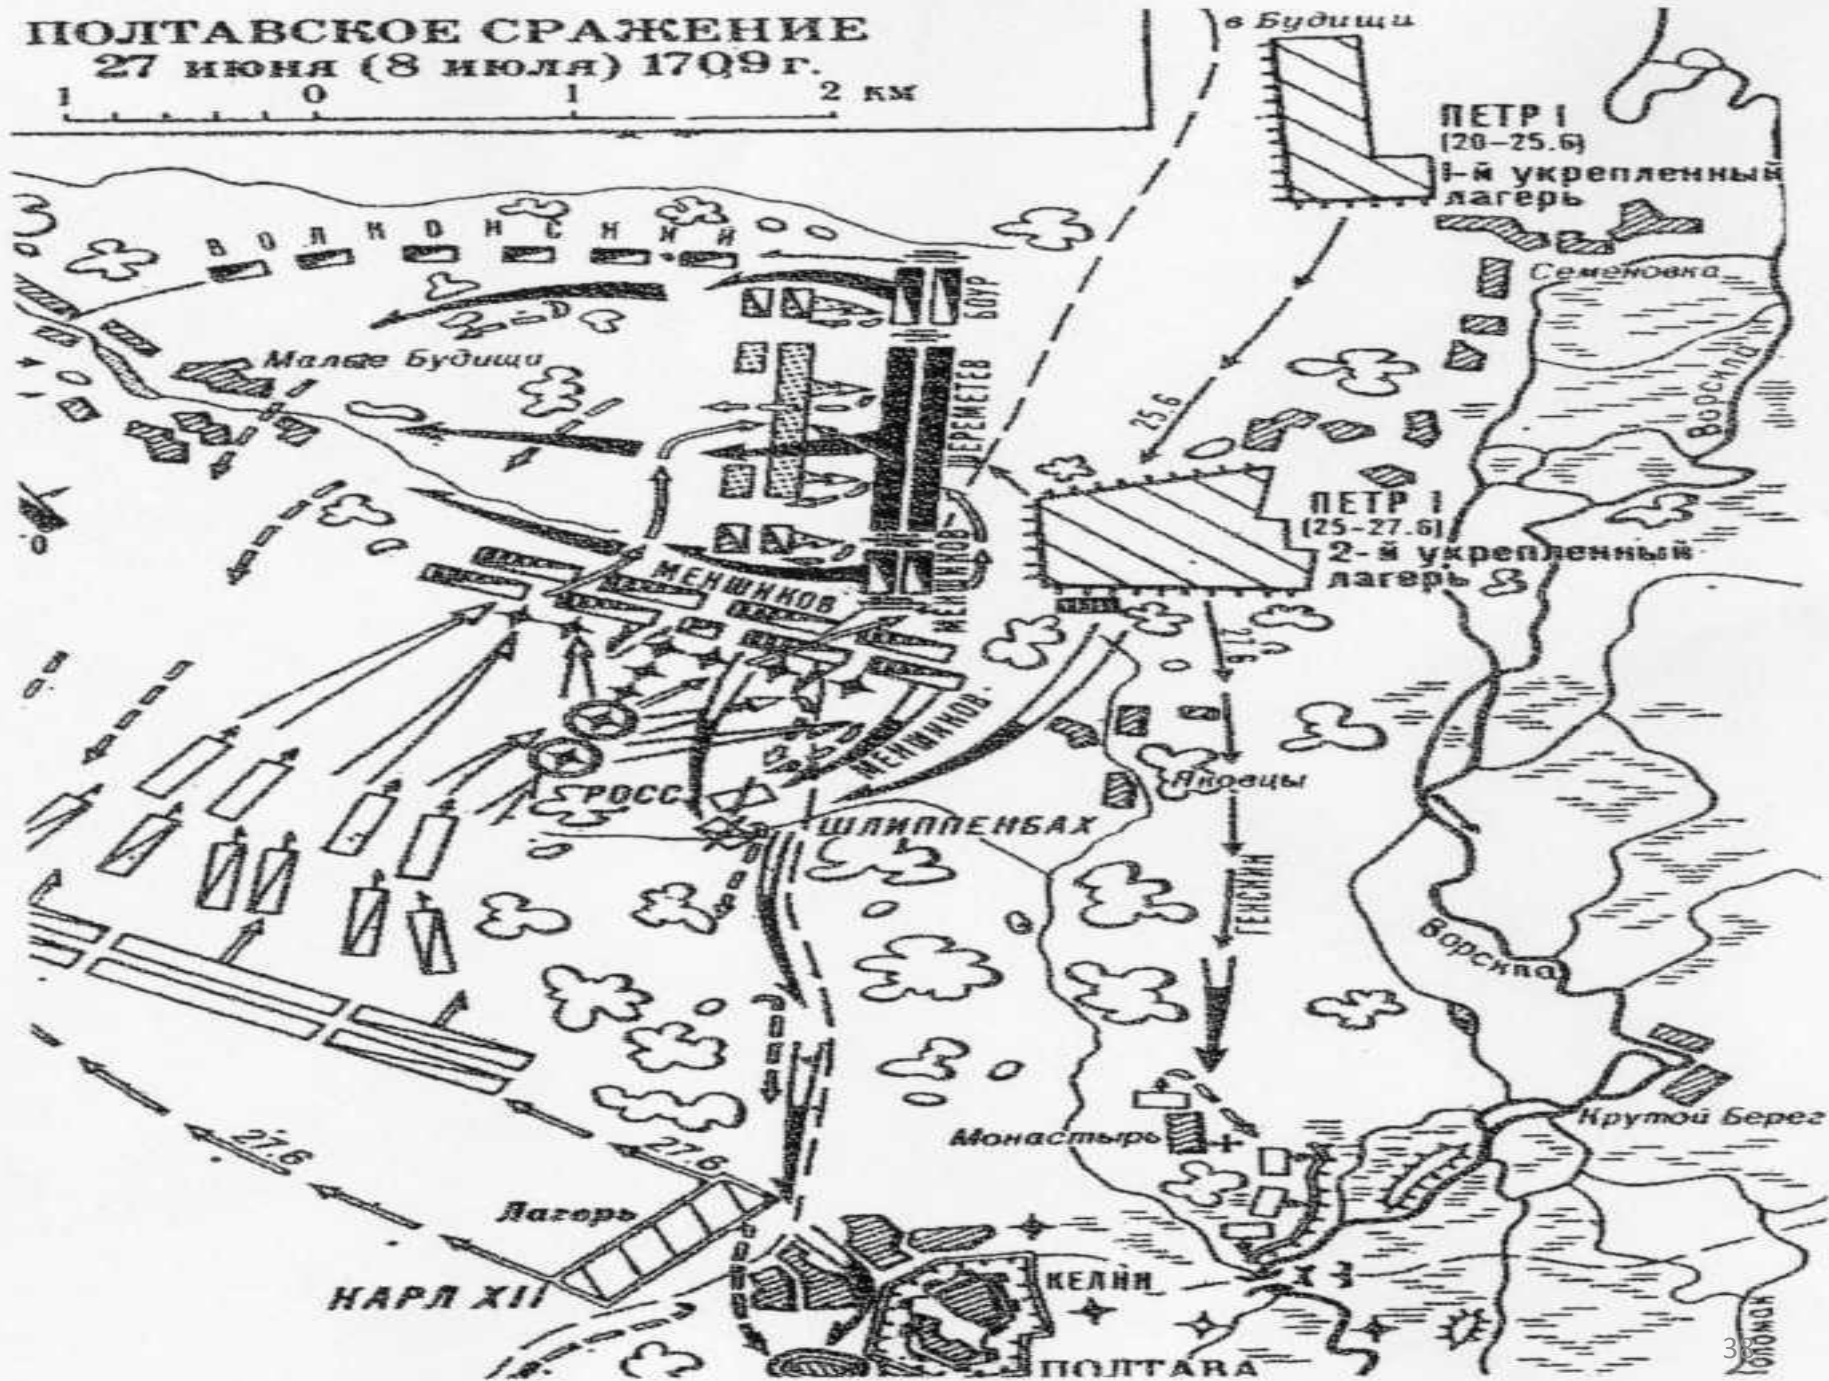 ПОЛТАВСКОЕ СРАЖЕНИЕ
27 июня (8 июля) 1709 г.
1 0 1 2 км
в Будищи
ПЕТР I
(20–25.6)
1-й укрепленный
лагерь
ВОЛКОНСКИЙ
Семеновка
БОУР
Малые Будищи
Ворскла
ШЕРЕМЕТЕВ
25.6
ПЕТР I
(25–27.6)
2-й укрепленный
лагерь
МЕНШИКОВ
МЕНШИКОВ
МЕНШИКОВ
РОСС
Яковцы
ШЛИППЕНБАХ
ГЕНСКИН
Ворскла
Крутой Берег
Монастырь
27.6
27.6
Лагерь
КАРЛ XII
КЕЛИН
ПОЛТАВА